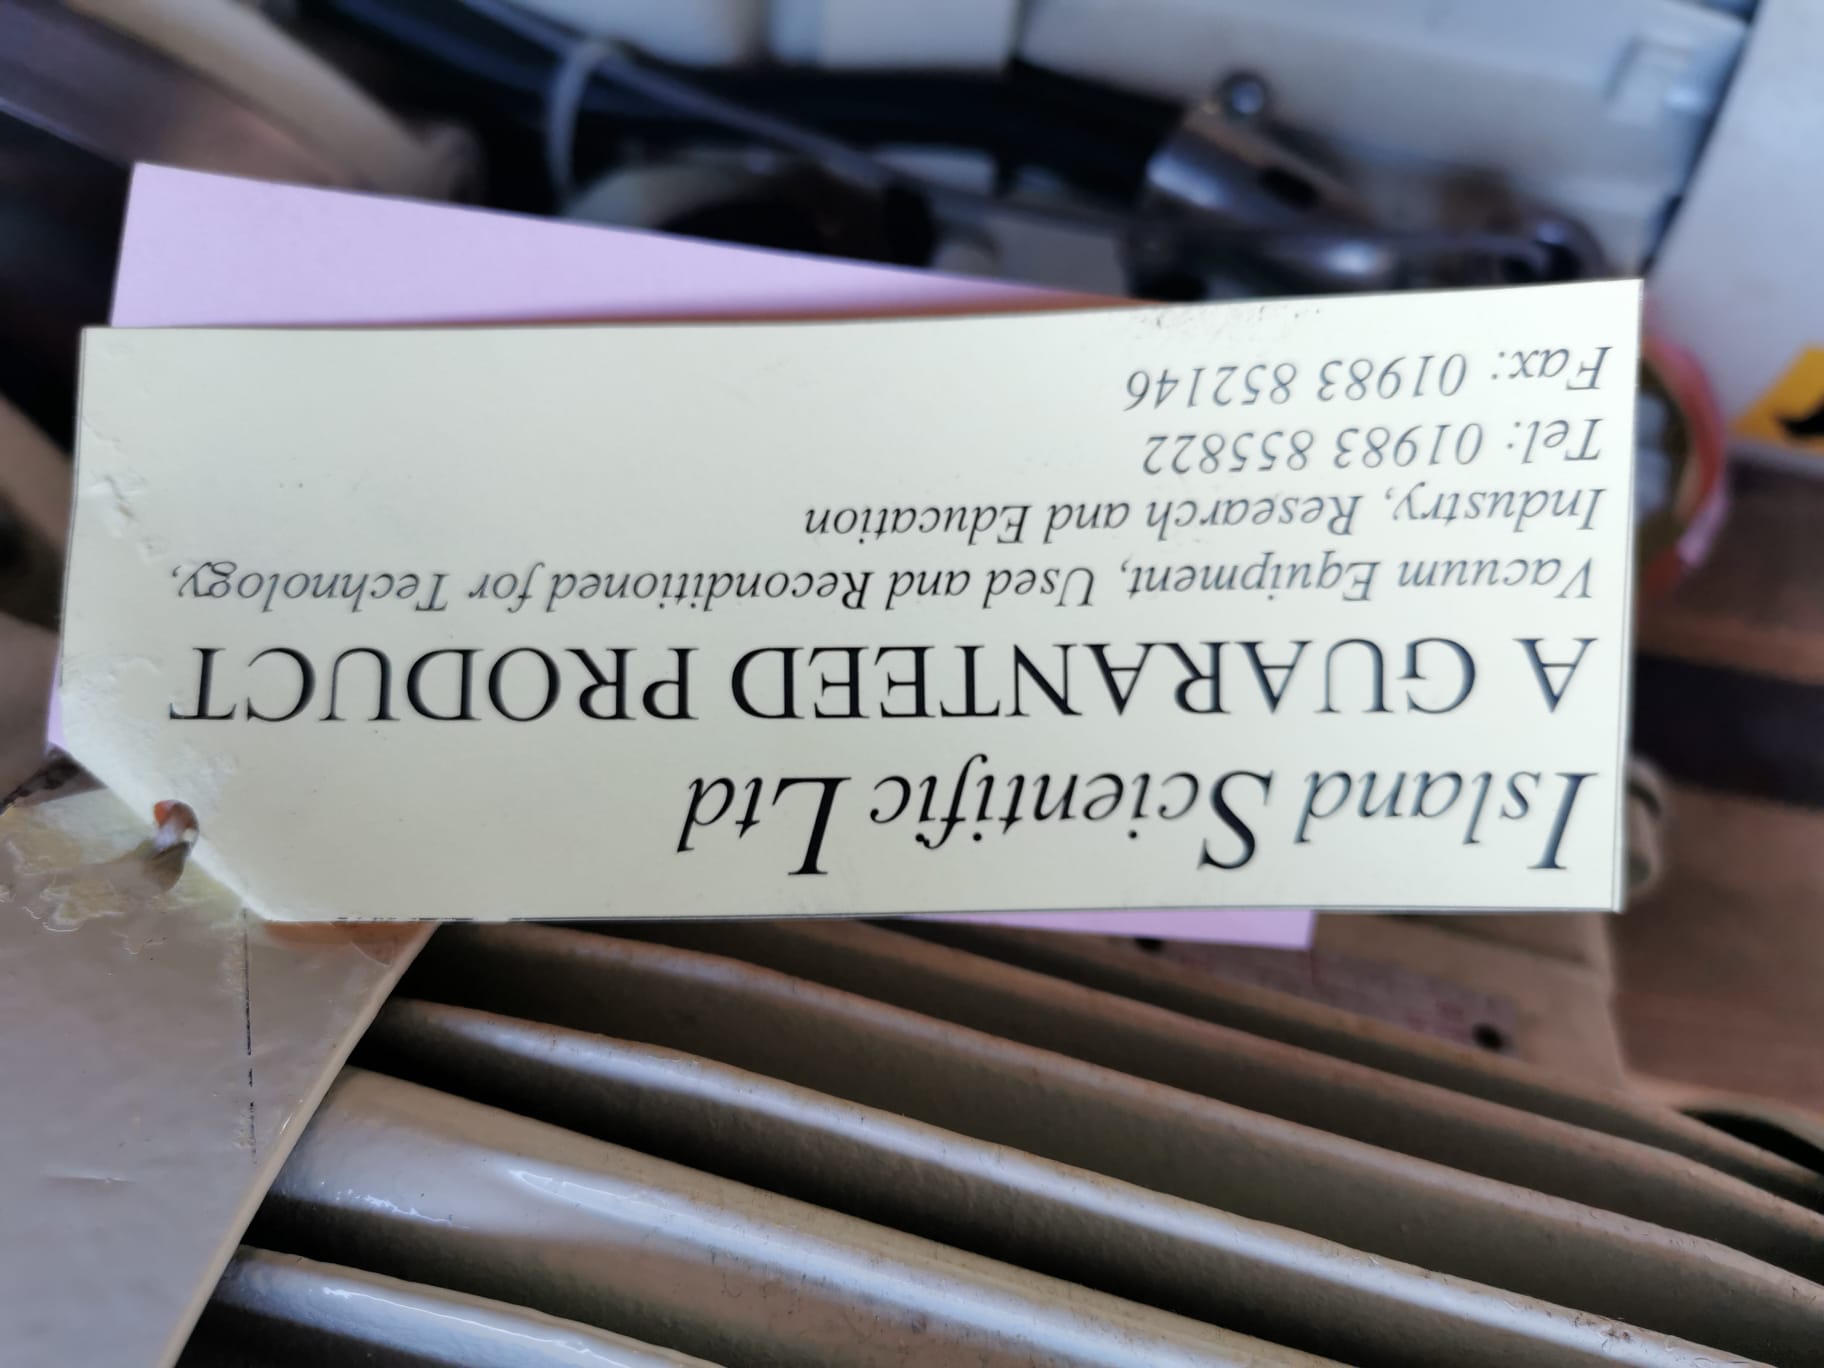 Island Scientific Ltd
A GUARANTEED PRODUCT
Vacuum Equipment, Used and Reconditioned for Technology,
Industry, Research and Education
Tel: 01983 855822
Fax: 01983 852146